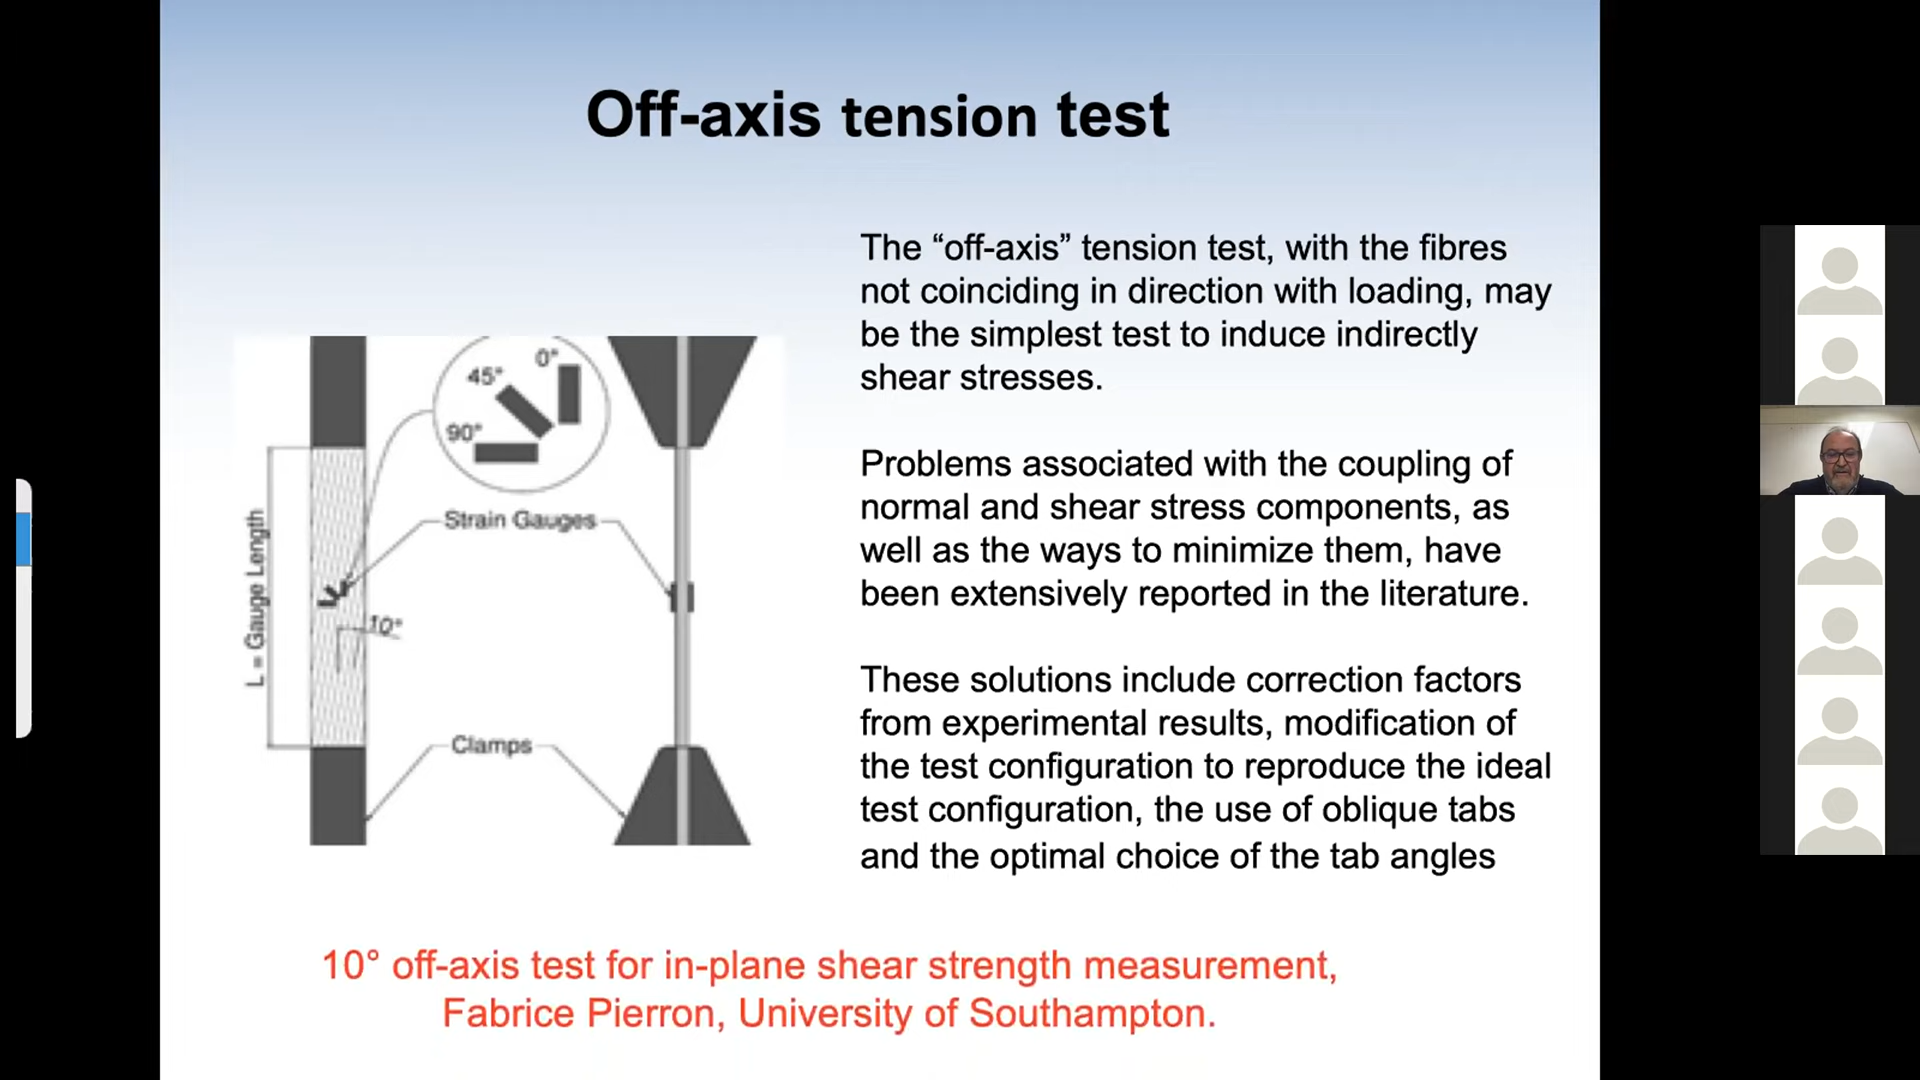 Off-axis tension test
The “off-axis” tension test, with the fibres
not coinciding in direction with loading, may
be the simplest test to induce indirectly
shear stresses.
Problems associated with the coupling of
normal and shear stress components, as
well as the ways to minimize them, have
been extensively reported in the literature.
These solutions include correction factors
from experimental results, modification of
the test configuration to reproduce the ideal
test configuration, the use of oblique tabs
and the optimal choice of the tab angles
0°
45°
90°
Strain Gauges
L = Gauge Length
10°
Clamps
10° off-axis test for in-plane shear strength measurement,
Fabrice Pierron, University of Southampton.